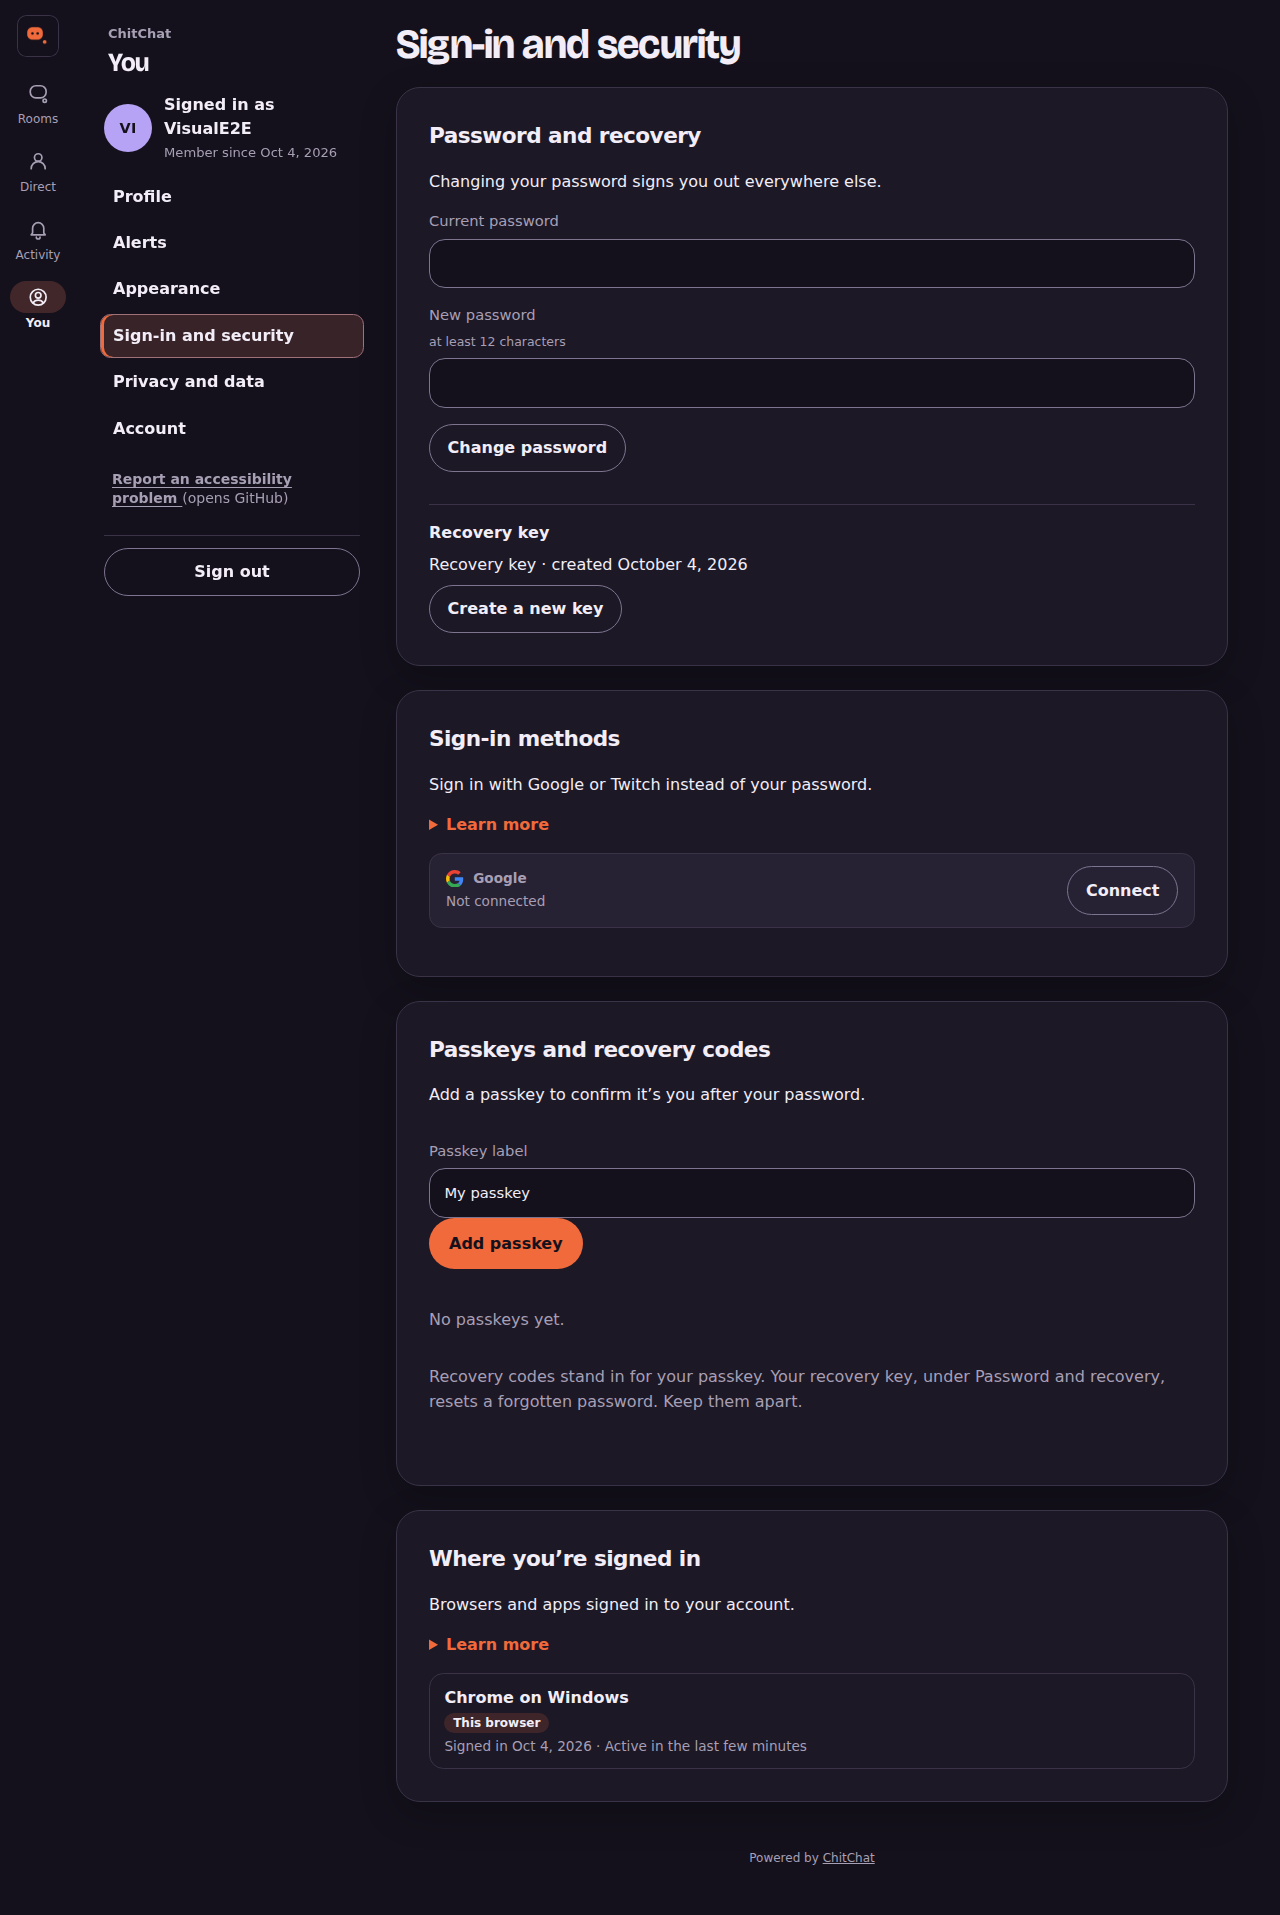 ChitChat
You
Rooms
Direct
Activity
You
VI
Signed in as
VisualE2E
Member since Oct 4, 2026
Profile
Alerts
Appearance
Sign-in and security
Privacy and data
Account
Report an accessibility
problem (opens GitHub)
Sign out
Sign-in and security
Password and recovery
Changing your password signs you out everywhere else.
Current password
New password
at least 12 characters
Change password
Recovery key
Recovery key · created October 4, 2026
Create a new key
Sign-in methods
Sign in with Google or Twitch instead of your password.
Learn more
Google
Not connected
Connect
Passkeys and recovery codes
Add a passkey to confirm it’s you after your password.
Passkey label
My passkey
Add passkey
No passkeys yet.
Recovery codes stand in for your passkey. Your recovery key, under Password and recovery,
resets a forgotten password. Keep them apart.
Where you’re signed in
Browsers and apps signed in to your account.
Learn more
Chrome on Windows
This browser
Signed in Oct 4, 2026 · Active in the last few minutes
Powered by ChitChat